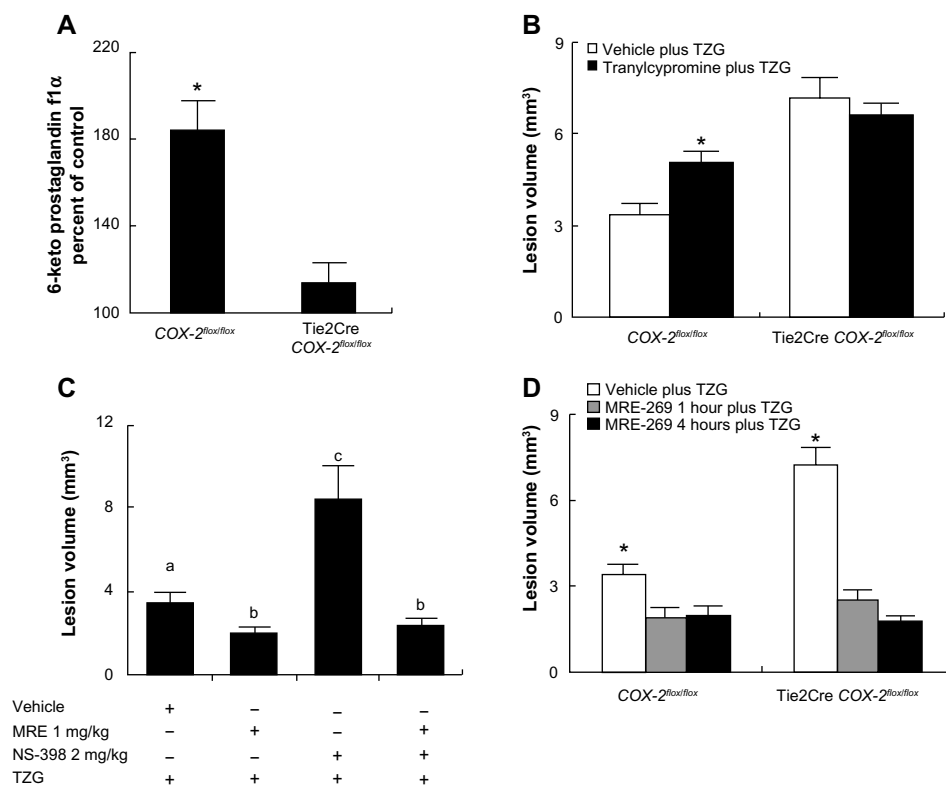 A
220
180
140
100
6-keto prostaglandin f1α
percent of control
*
COX-2flox/flox
Tie2Cre
COX-2flox/flox
B
9
6
3
0
Lesion volume (mm³)
Vehicle plus TZG
Tranylcypromine plus TZG
*
COX-2flox/flox
Tie2Cre COX-2flox/flox
C
12
8
4
0
Lesion volume (mm³)
a
b
c
b
Vehicle + – – –
MRE 1 mg/kg – + – +
NS-398 2 mg/kg – – + +
TZG + + + +
D
9
6
3
0
Lesion volume (mm³)
Vehicle plus TZG
MRE-269 1 hour plus TZG
MRE-269 4 hours plus TZG
*
*
COX-2flox/flox
Tie2Cre COX-2flox/flox